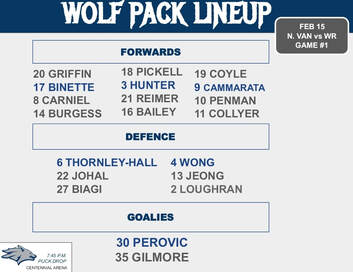 WOLF PACK LINEUP
FEB 15
N. VAN vs WR
GAME #1
FORWARDS
20 GRIFFIN 18 PICKELL 19 COYLE
17 BINETTE 3 HUNTER 9 CAMMARATA
8 CARNIEL 21 REIMER 10 PENMAN
14 BURGESS 16 BAILEY 11 COLLYER
DEFENCE
6 THORNLEY-HALL 4 WONG
22 JOHAL 13 JEONG
27 BIAGI 2 LOUGHRAN
GOALIES
30 PEROVIC
35 GILMORE
7:45 P.M.
PUCK DROP
CENTENNIAL ARENA